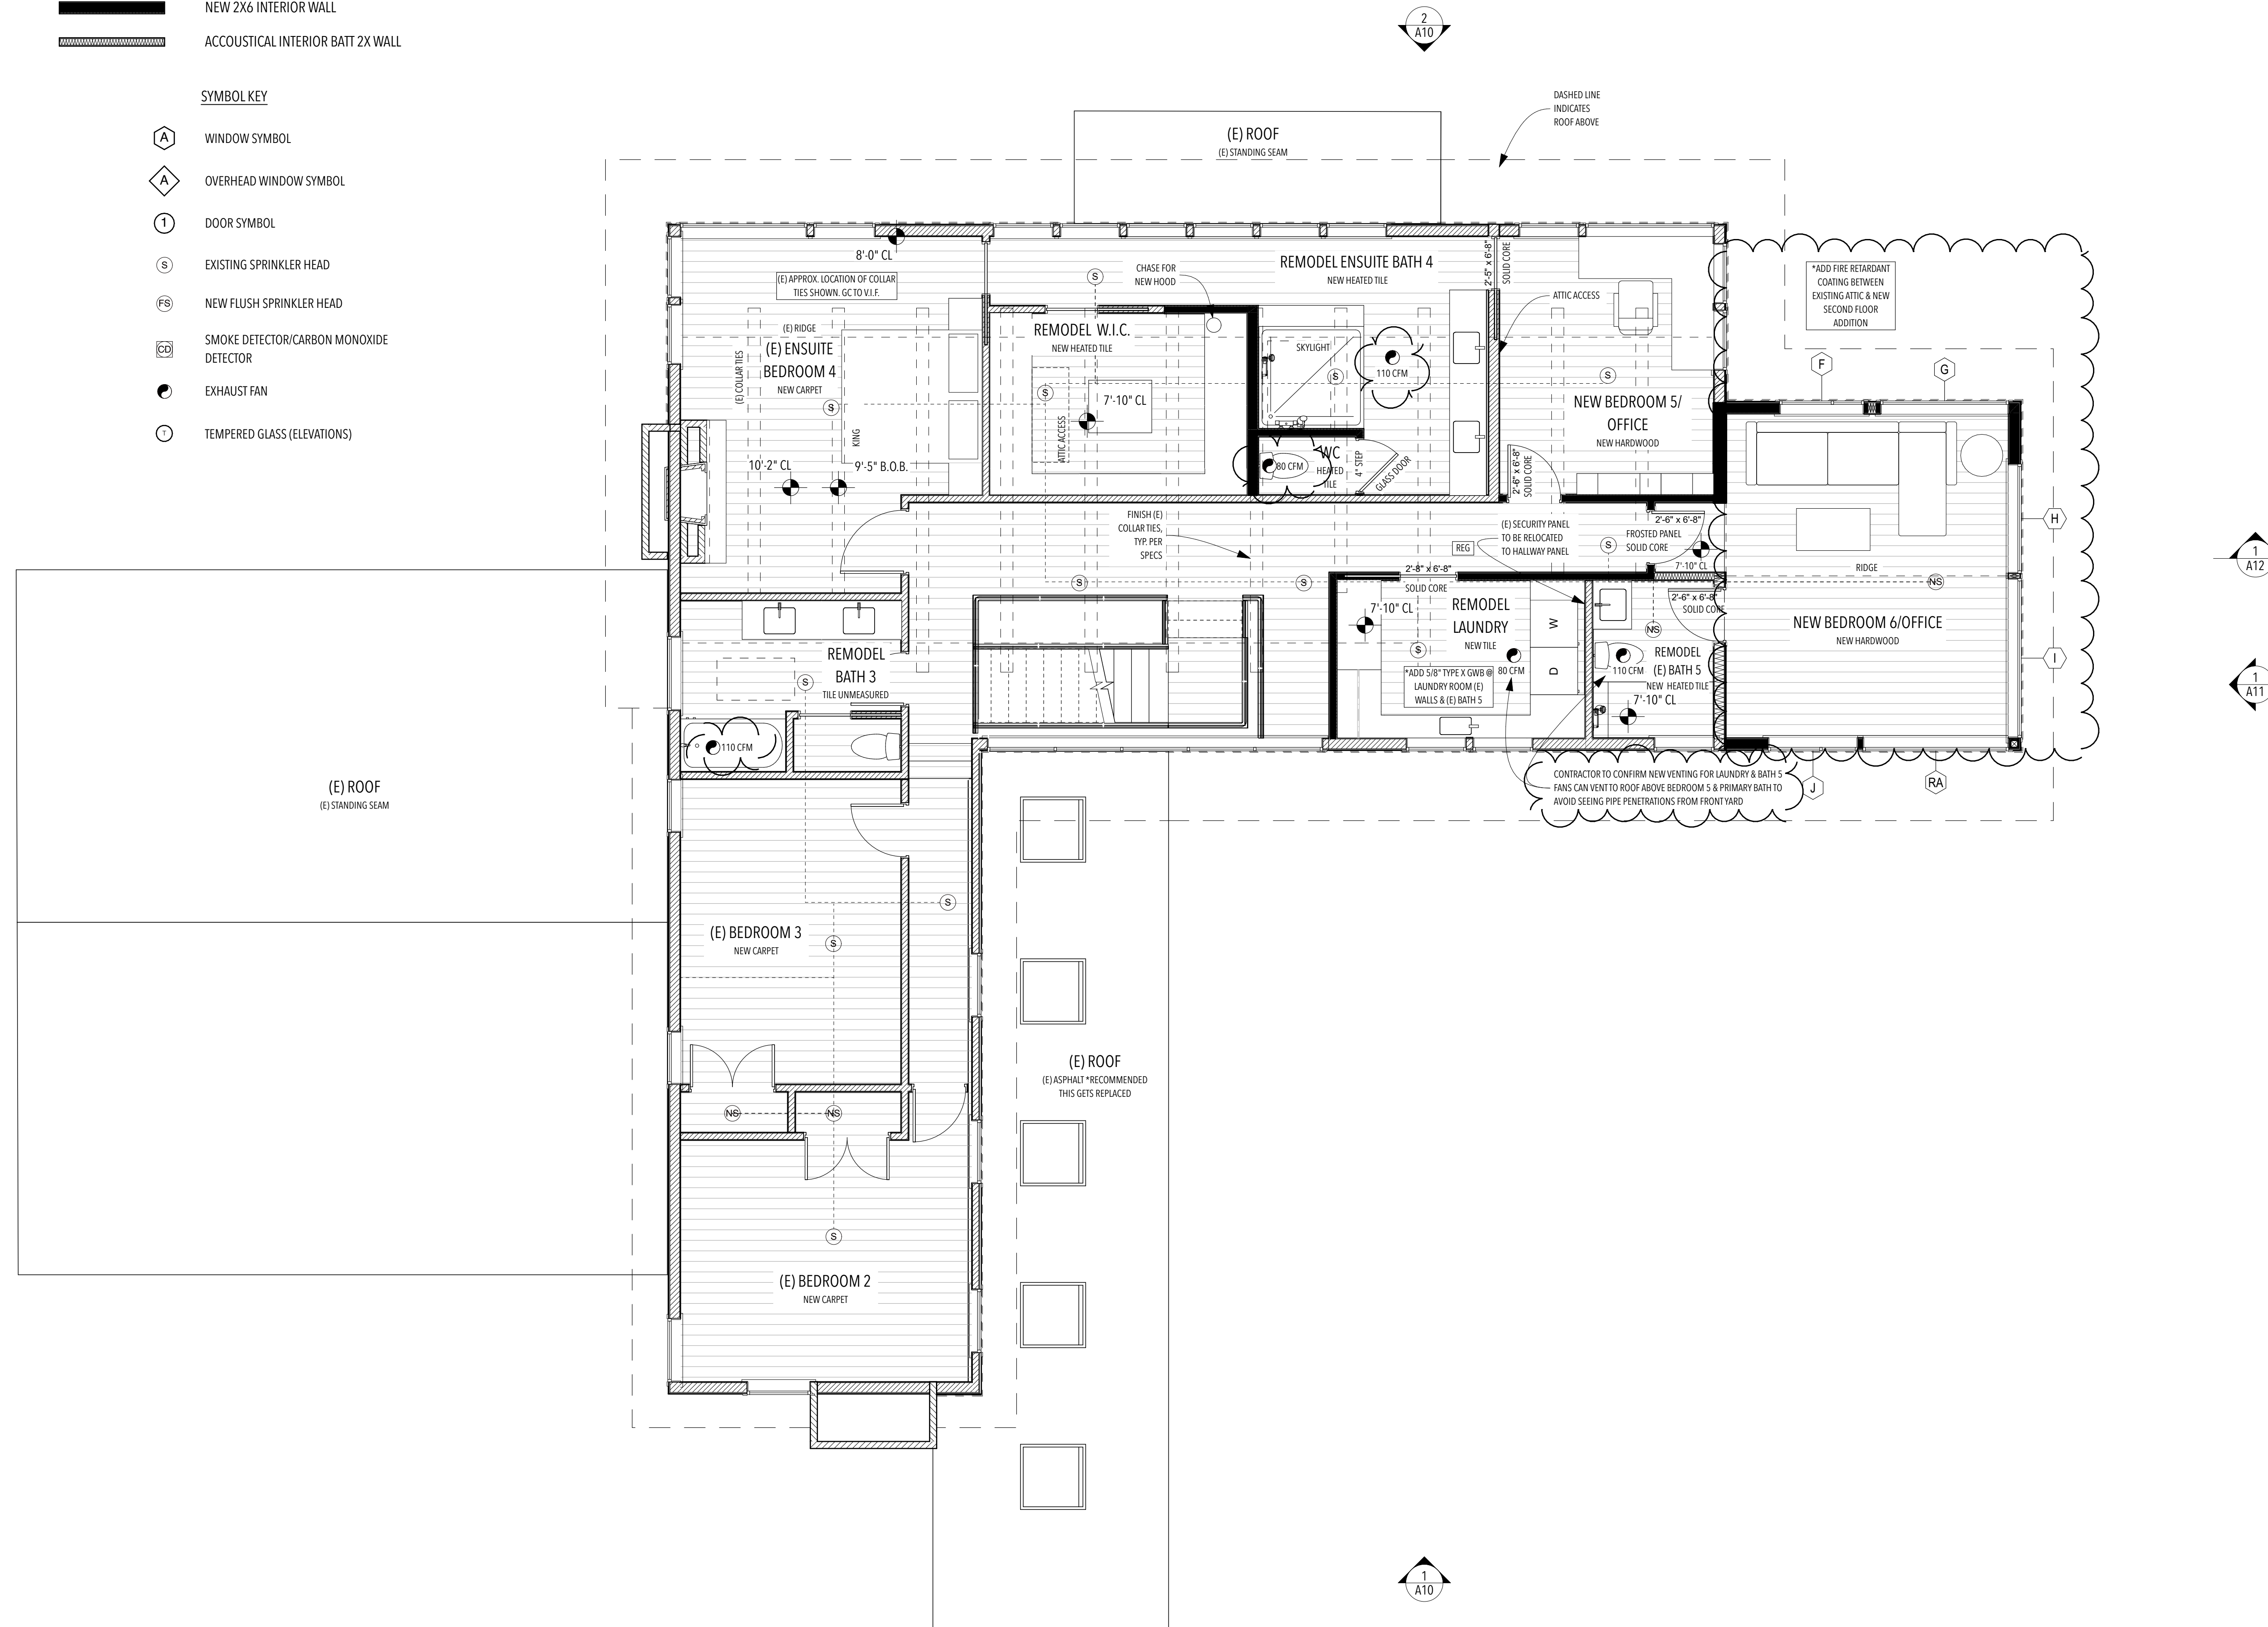 NEW 2X6 INTERIOR WALL
ACCOUSTICAL INTERIOR BATT 2X WALL
SYMBOL KEY
A
WINDOW SYMBOL
A
OVERHEAD WINDOW SYMBOL
1
DOOR SYMBOL
S
EXISTING SPRINKLER HEAD
FS
NEW FLUSH SPRINKLER HEAD
CD
SMOKE DETECTOR/CARBON MONOXIDE
DETECTOR
EXHAUST FAN
T
TEMPERED GLASS (ELEVATIONS)
2
A10
DASHED LINE
INDICATES
ROOF ABOVE
(E) ROOF
(E) STANDING SEAM
8'-0" CL
(E) APPROX. LOCATION OF COLLAR
TIES SHOWN. GC TO V.I.F.
(E) RIDGE
(E) ENSUITE
BEDROOM 4
NEW CARPET
(E) COLLAR TIES
S
KING
10'-2" CL
9'-5" B.O.B.
S
CHASE FOR
NEW HOOD
REMODEL W.I.C.
NEW HEATED TILE
S
7'-10" CL
ATTIC ACCESS
REMODEL ENSUITE BATH 4
NEW HEATED TILE
SKYLIGHT
S
110 CFM
WC
HEATED
TILE
80 CFM
4" STEP
GLASS DOOR
2'-5" x 6'-8"
SOLID CORE
ATTIC ACCESS
S
NEW BEDROOM 5/
OFFICE
NEW HARDWOOD
2'-6" x 6'-8"
SOLID CORE
*ADD FIRE RETARDANT
COATING BETWEEN
EXISTING ATTIC & NEW
SECOND FLOOR
ADDITION
F
G
H
I
J
RA
1
A12
1
A11
FINISH (E)
COLLAR TIES,
TYP. PER
SPECS
S
S
REG
(E) SECURITY PANEL
TO BE RELOCATED
TO HALLWAY PANEL
2'-6" x 6'-8"
FROSTED PANEL
SOLID CORE
S
7'-10" CL
RIDGE
NS
NEW BEDROOM 6/OFFICE
NEW HARDWOOD
2'-8" x 6'-8"
SOLID CORE
7'-10" CL
REMODEL
LAUNDRY
NEW TILE
S
W
D
80 CFM
*ADD 5/8" TYPE X GWB @
LAUNDRY ROOM (E)
WALLS & (E) BATH 5
2'-6" x 6'-8"
SOLID CORE
NS
REMODEL
(E) BATH 5
NEW HEATED TILE
110 CFM
7'-10" CL
CONTRACTOR TO CONFIRM NEW VENTING FOR LAUNDRY & BATH 5
FANS CAN VENT TO ROOF ABOVE BEDROOM 5 & PRIMARY BATH TO
AVOID SEEING PIPE PENETRATIONS FROM FRONT YARD
REMODEL
BATH 3
TILE UNMEASURED
S
110 CFM
(E) ROOF
(E) STANDING SEAM
S
(E) BEDROOM 3
NEW CARPET
S
NS
NS
(E) ROOF
(E) ASPHALT *RECOMMENDED
THIS GETS REPLACED
S
(E) BEDROOM 2
NEW CARPET
1
A10